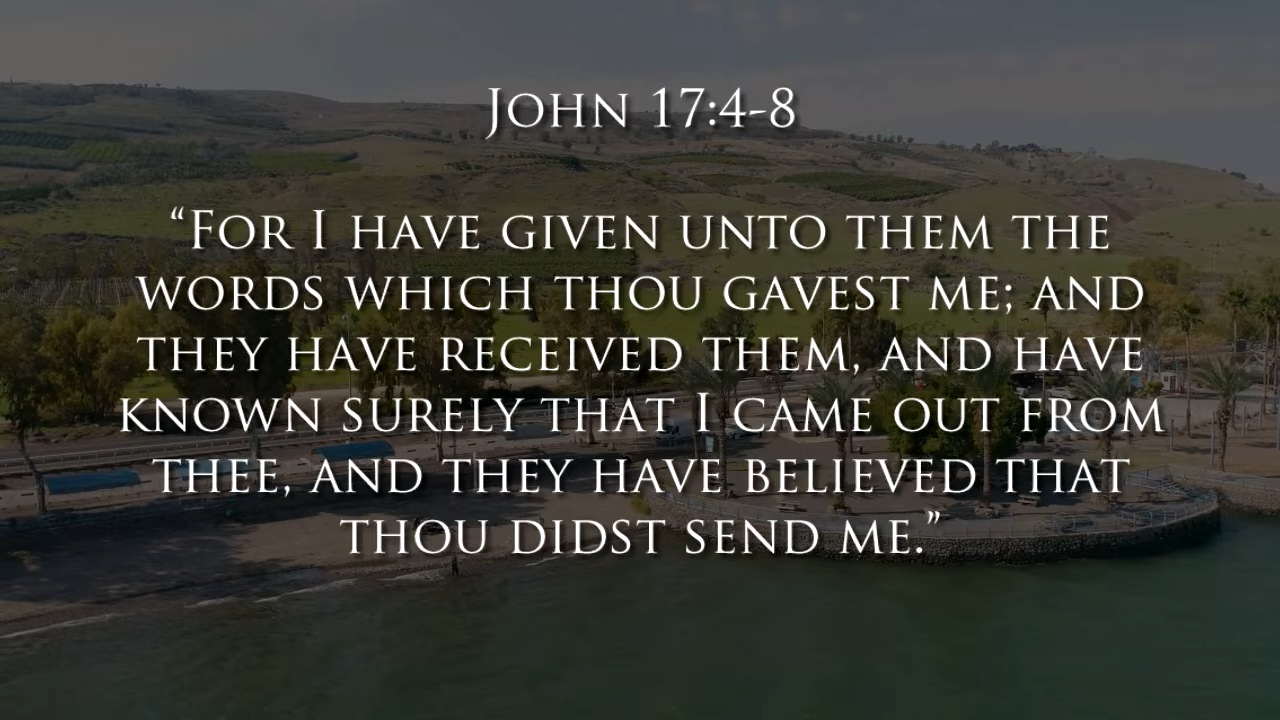 John 17:4-8
“For I have given unto them the
words which thou gavest me; and
they have received them, and have
known surely that I came out from
thee, and they have believed that
thou didst send me.”